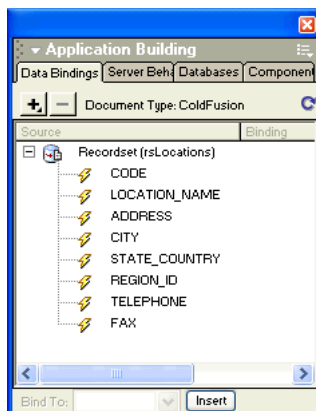 Application Building
Data Bindings Server Beha Databases Component
Document Type: ColdFusion
Source Binding
Recordset (rsLocations)
CODE
LOCATION_NAME
ADDRESS
CITY
STATE_COUNTRY
REGION_ID
TELEPHONE
FAX
Bind To: Insert